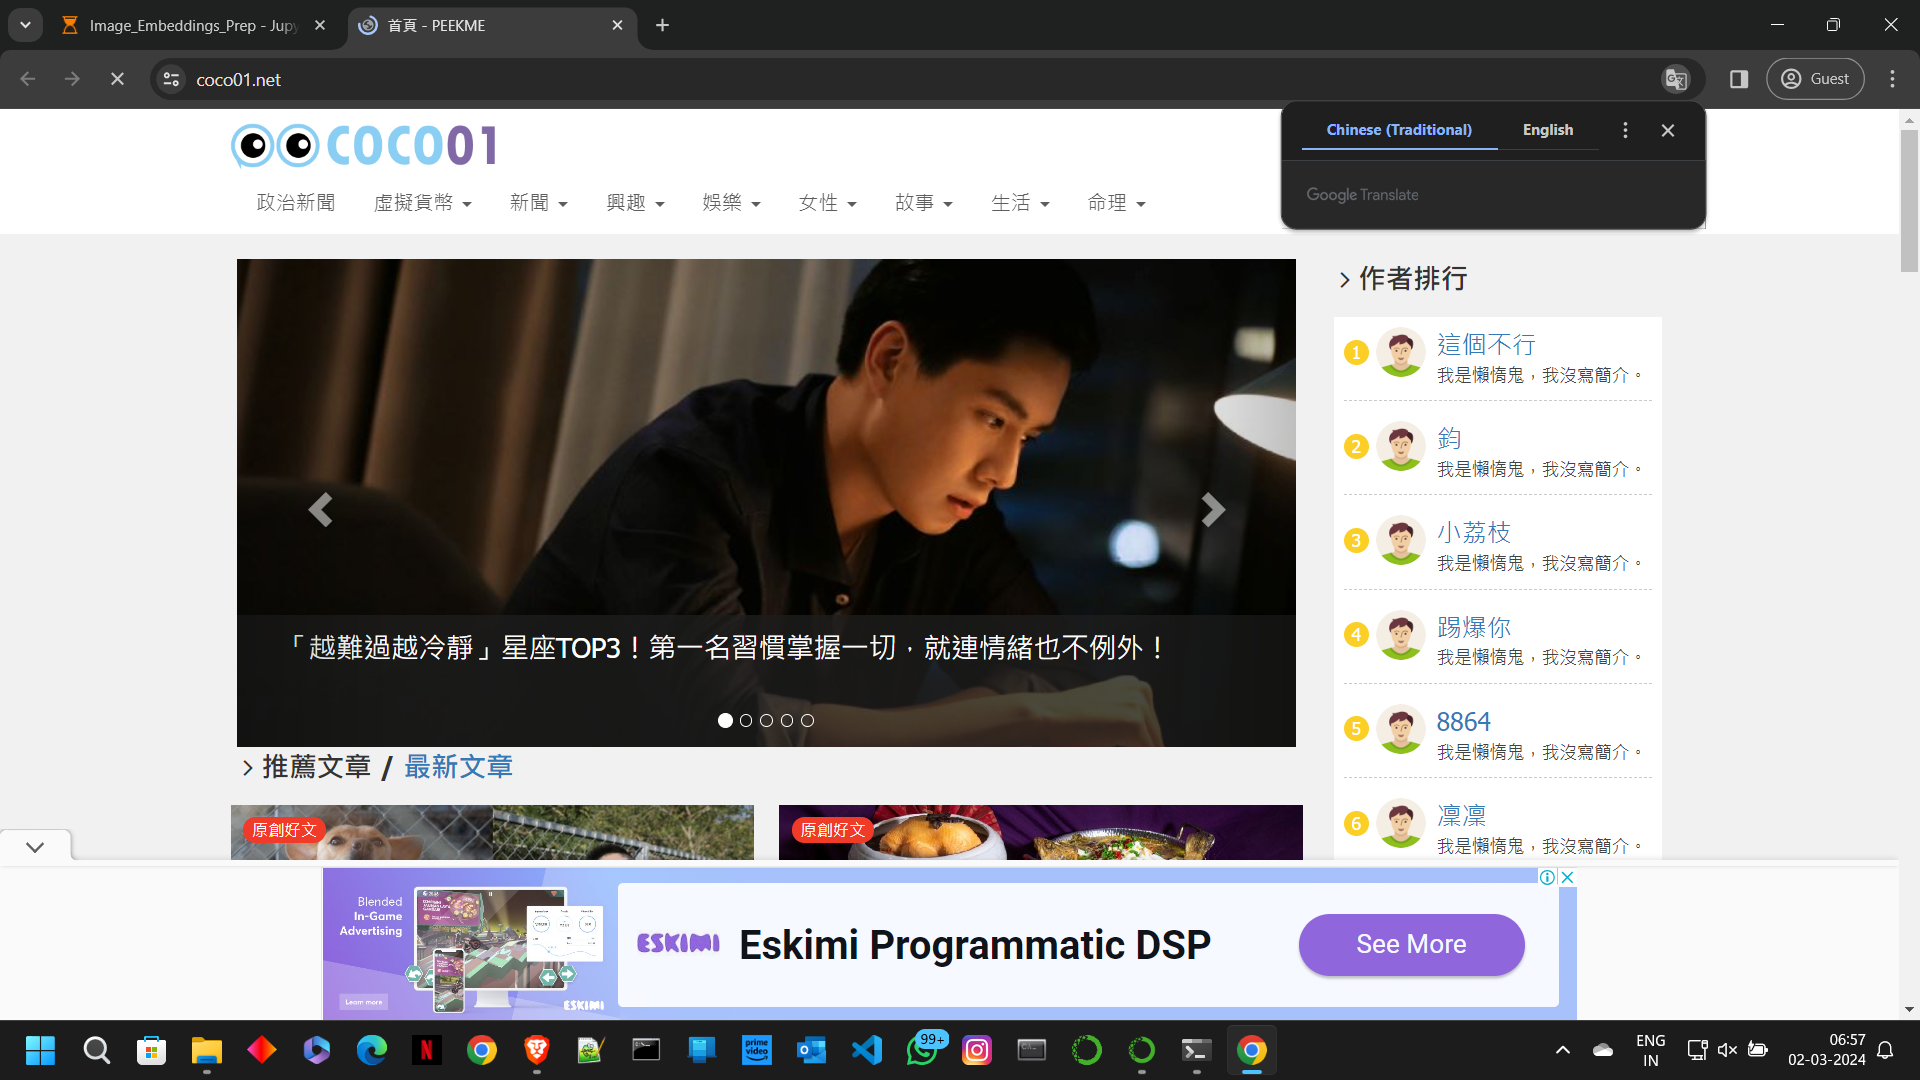 Image_Embeddings_Prep - Jupy
首頁 - PEEKME
coco01.net
Guest
Chinese (Traditional)
English
Google Translate
COCO01
政治新聞 虛擬貨幣 新聞 興趣 娛樂 女性 故事 生活 命理
「越難過越冷靜」星座TOP3！第一名習慣掌握一切，就連情緒也不例外！
推薦文章 / 最新文章
原創好文
原創好文
作者排行
1
這個不行
我是懶惰鬼，我沒寫簡介。
2
鈞
我是懶惰鬼，我沒寫簡介。
3
小荔枝
我是懶惰鬼，我沒寫簡介。
4
踢爆你
我是懶惰鬼，我沒寫簡介。
5
8864
我是懶惰鬼，我沒寫簡介。
6
凜凜
我是懶惰鬼，我沒寫簡介。
Blended
In-Game
Advertising
Learn more
ESKIMI
ESKIMI
Eskimi Programmatic DSP
See More
prime
video
99+
ENG
IN
06:57
02-03-2024